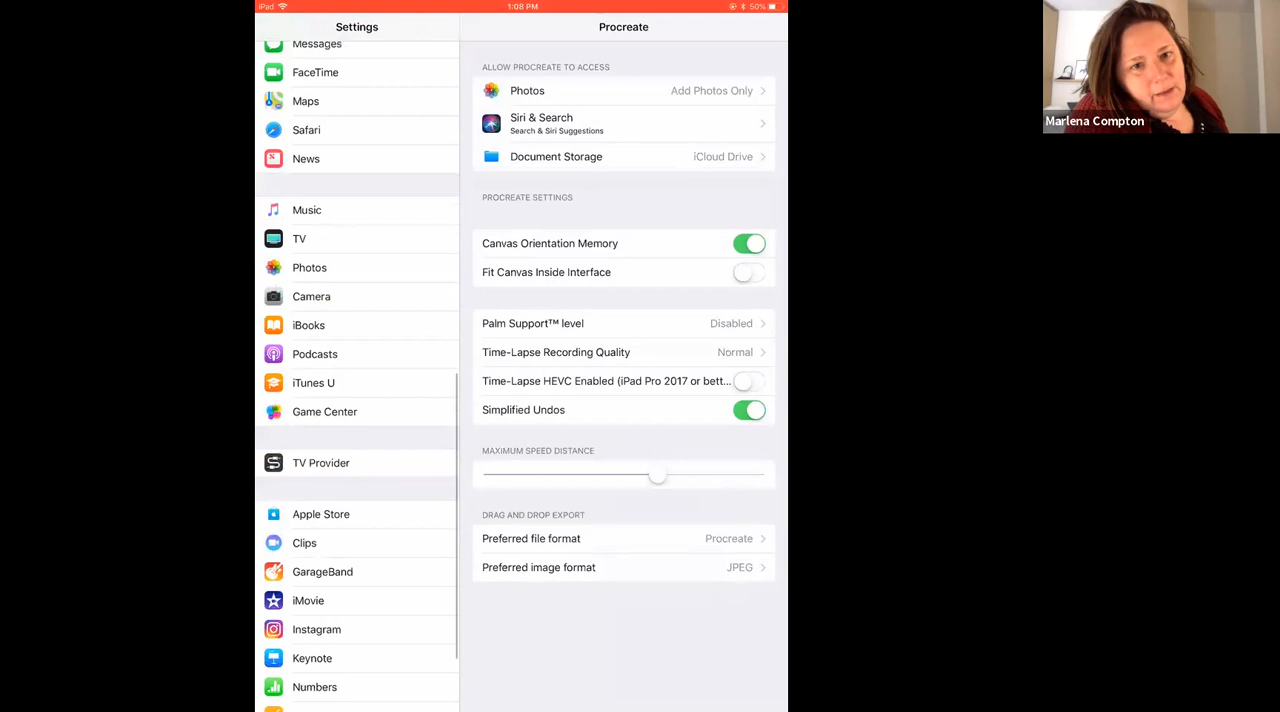 iPad
1:08 PM
50%
Settings
Procreate
Messages
FaceTime
Maps
Safari
News
Music
TV
Photos
Camera
iBooks
Podcasts
iTunes U
Game Center
TV Provider
Apple Store
Clips
GarageBand
iMovie
Instagram
Keynote
Numbers
ALLOW PROCREATE TO ACCESS
Photos Add Photos Only
Siri & Search
Search & Siri Suggestions
Document Storage iCloud Drive
PROCREATE SETTINGS
Canvas Orientation Memory
Fit Canvas Inside Interface
Palm Support™ level Disabled
Time-Lapse Recording Quality Normal
Time-Lapse HEVC Enabled (iPad Pro 2017 or bett...
Simplified Undos
MAXIMUM SPEED DISTANCE
DRAG AND DROP EXPORT
Preferred file format Procreate
Preferred image format JPEG
Marlena Compton